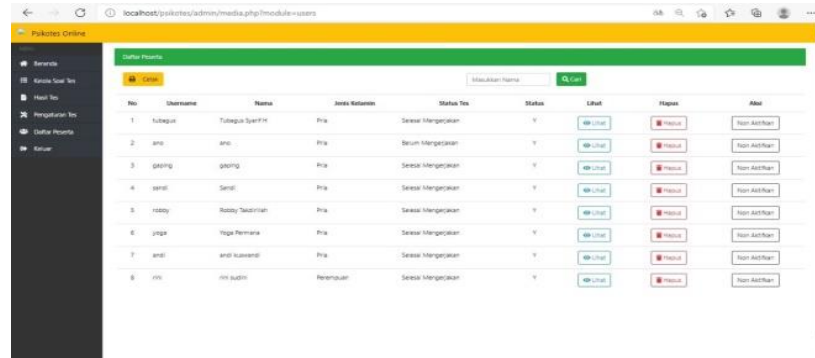 localhost/psikotes/admin/media.php?module=users
Psikotes Online
MENU
Beranda
Kelola Soal Tes
Hasil Tes
Pengaturan Tes
Daftar Peserta
Keluar
Daftar Peserta
Cetak
Masukkan Nama
Cari
No Username Nama Jenis Kelamin Status Tes Status Lihat Hapus Aksi
1 tubagus Tubagus Syarif H Pria Selesai Mengerjakan Y Lihat Hapus Non Aktifkan
2 ano ano Pria Belum Mengerjakan Y Lihat Hapus Non Aktifkan
3 gaping gaping Pria Selesai Mengerjakan Y Lihat Hapus Non Aktifkan
4 sandi Sandi Pria Selesai Mengerjakan Y Lihat Hapus Non Aktifkan
5 robby Robby Pria Selesai Mengerjakan Y Lihat Hapus Non Aktifkan
6 yoga Yoga Permana Pria Selesai Mengerjakan Y Lihat Hapus Non Aktifkan
7 andi andi kuswandi Pria Selesai Mengerjakan Y Lihat Hapus Non Aktifkan
8 rini rini sudini Perempuan Selesai Mengerjakan Y Lihat Hapus Non Aktifkan